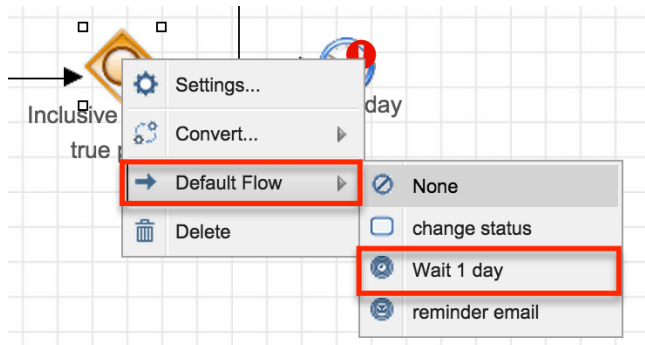 Settings...
Inclusive
day
Convert...
true
Default Flow
None
Delete
change status
Wait 1 day
reminder email